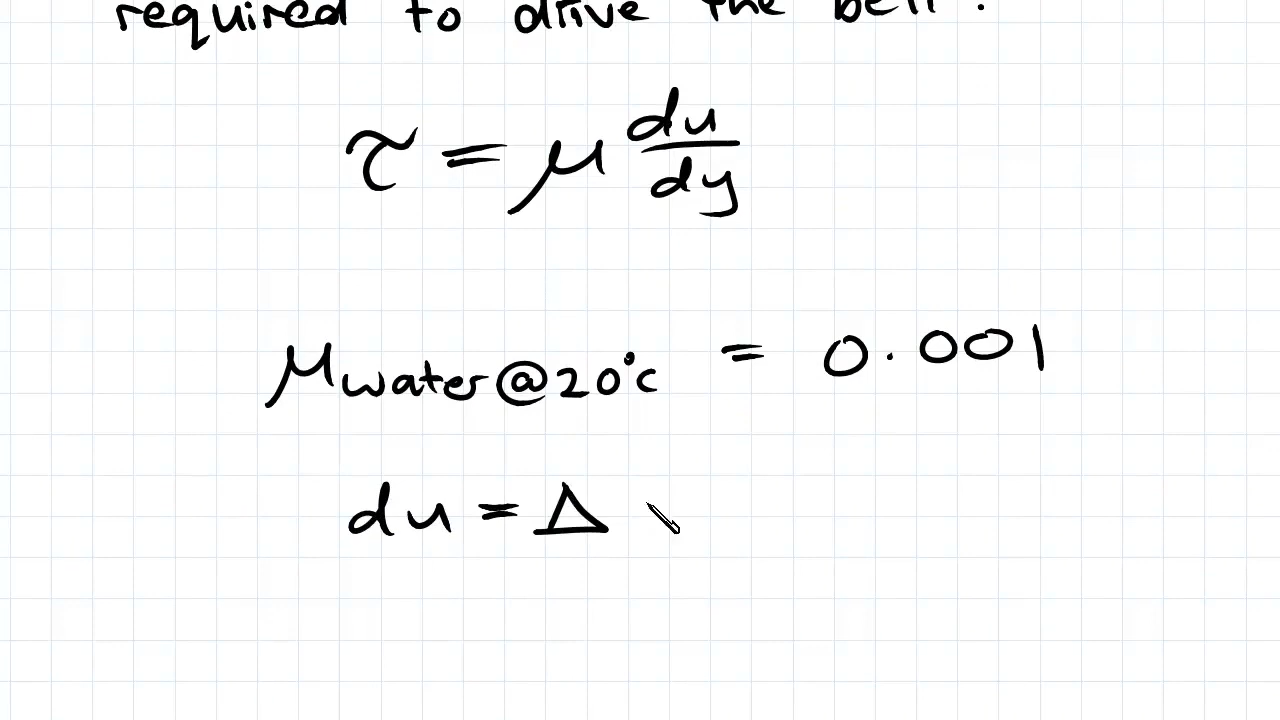 required to drive the belt?
τ = μ du/dy
μwater@20°c = 0.001
du = Δ